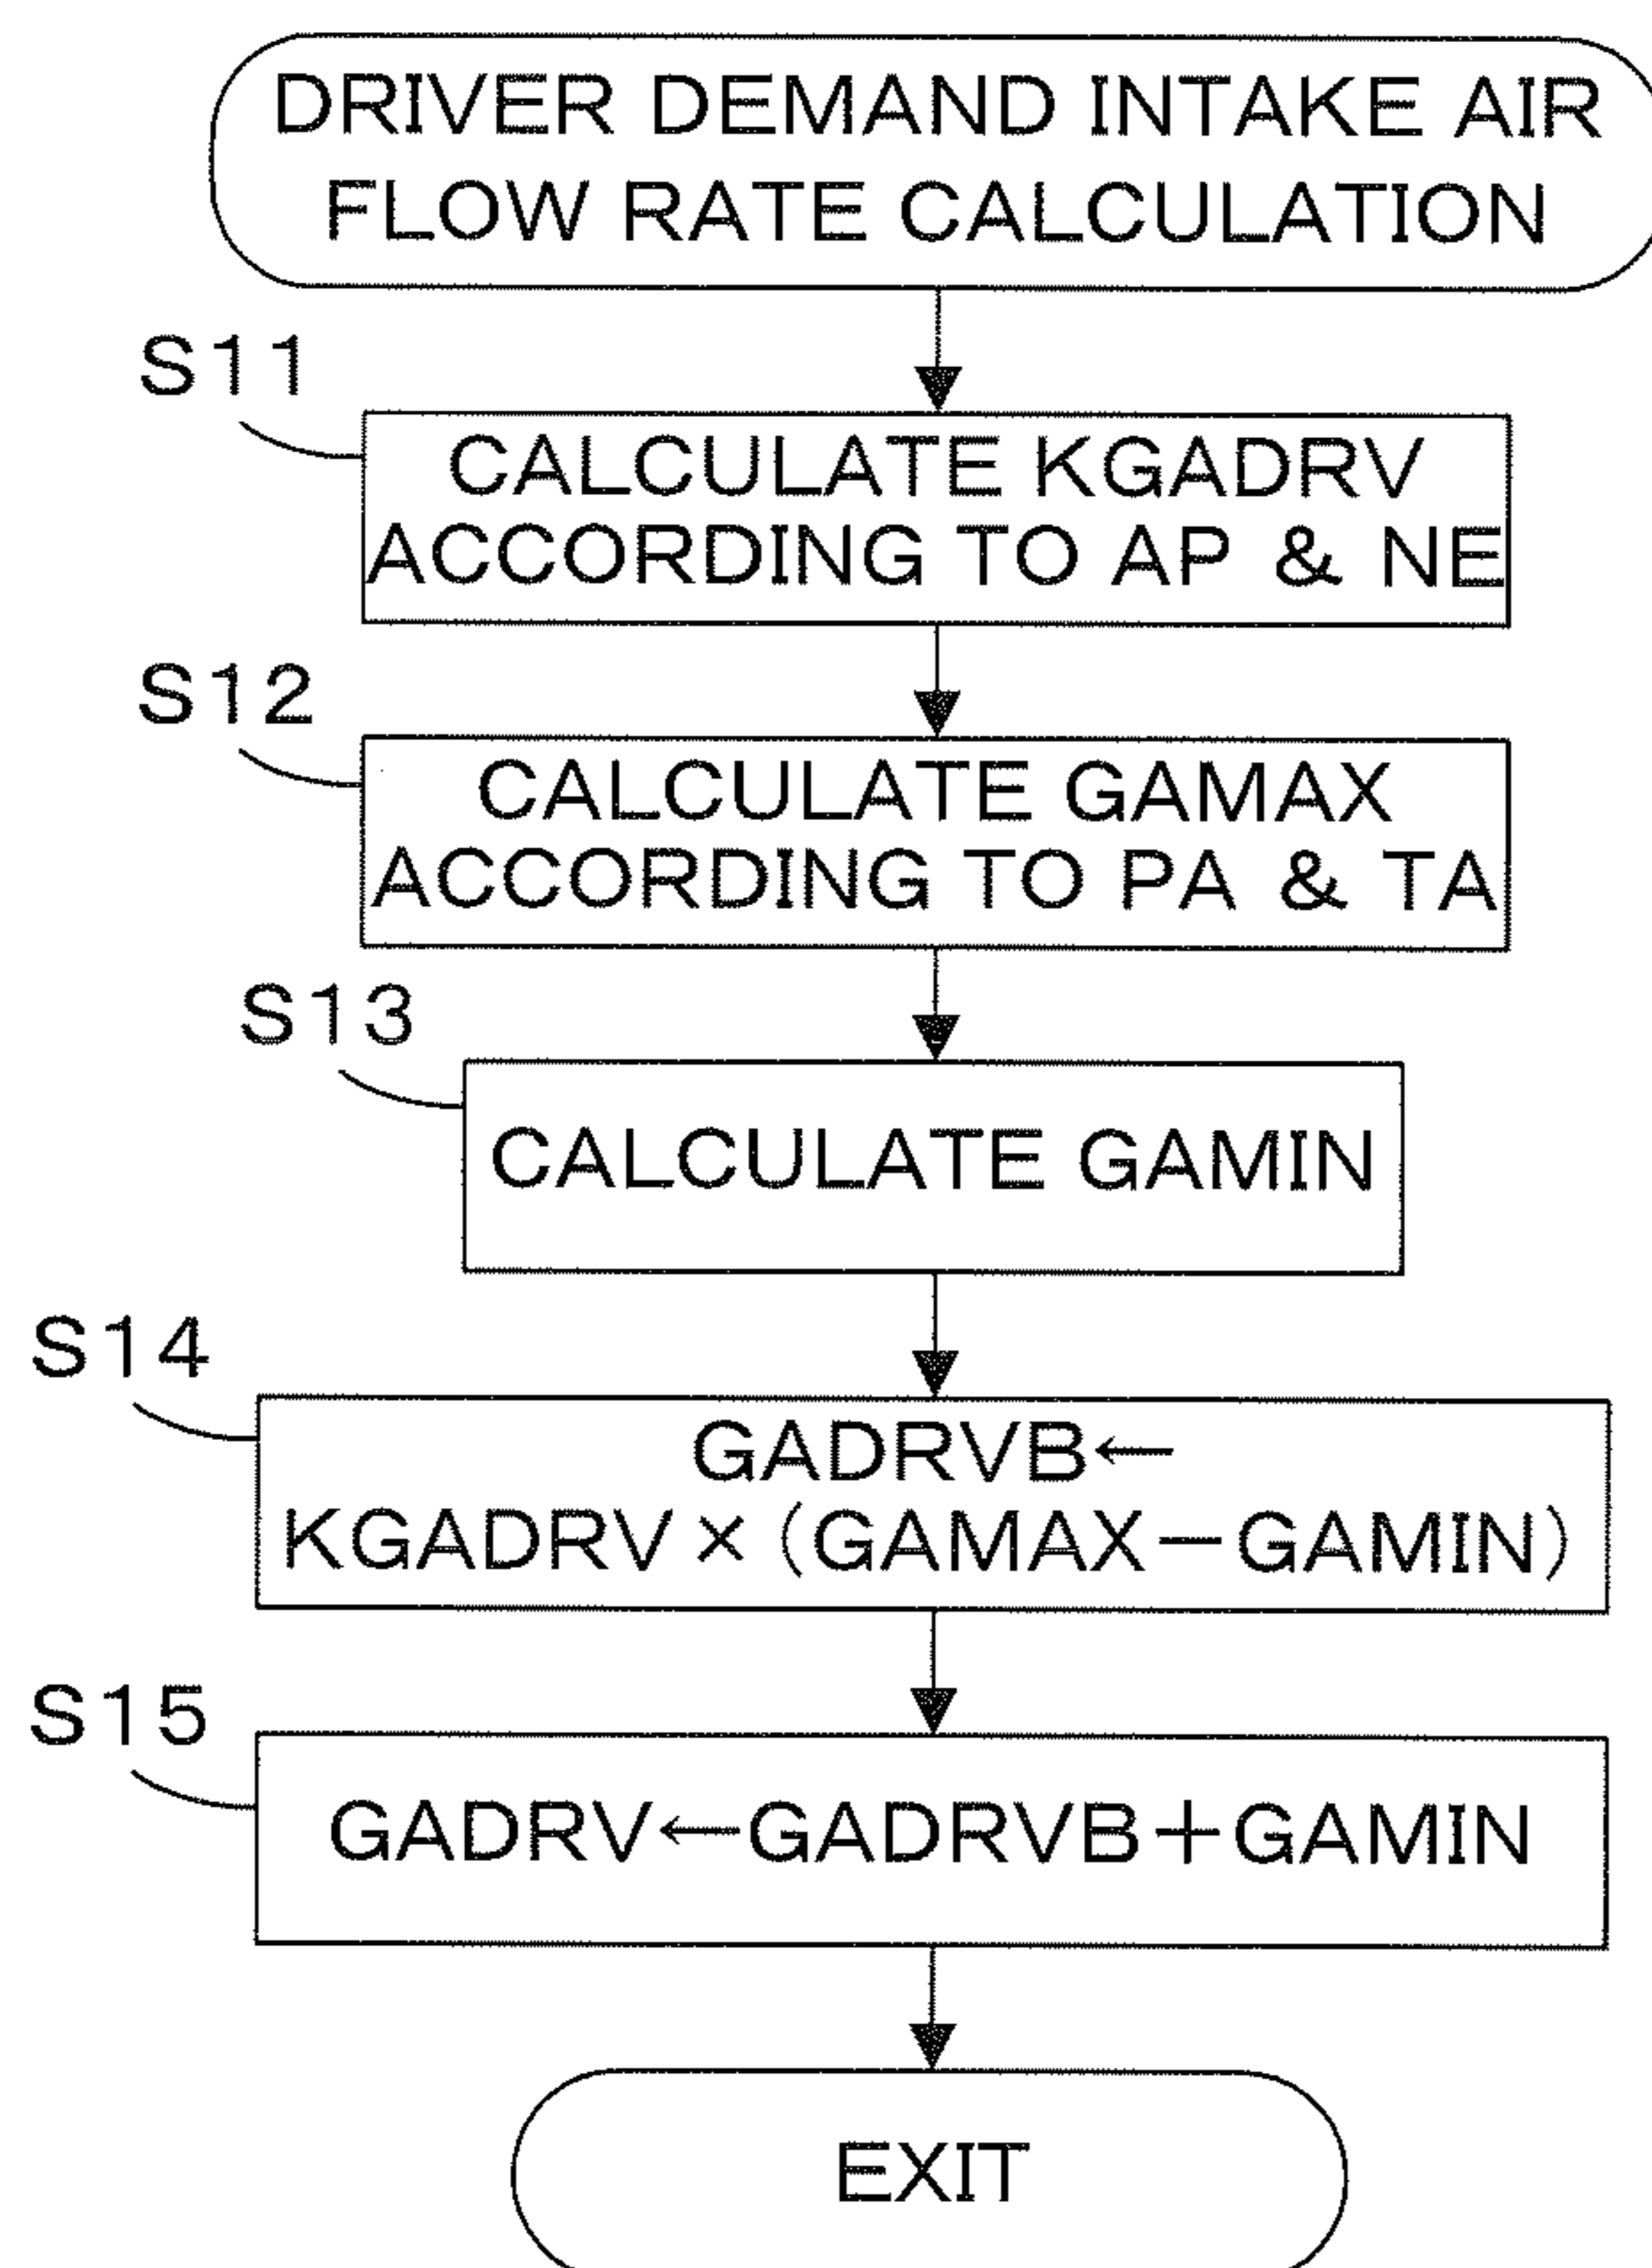 DRIVER DEMAND INTAKE AIR
FLOW RATE CALCULATION
S11
CALCULATE KGADRV
ACCORDING TO AP & NE
S12
CALCULATE GAMAX
ACCORDING TO PA & TA
S13
CALCULATE GAMIN
S14
GADRVB←
KGADRV×(GAMAX−GAMIN)
S15
GADRV←GADRVB+GAMIN
EXIT